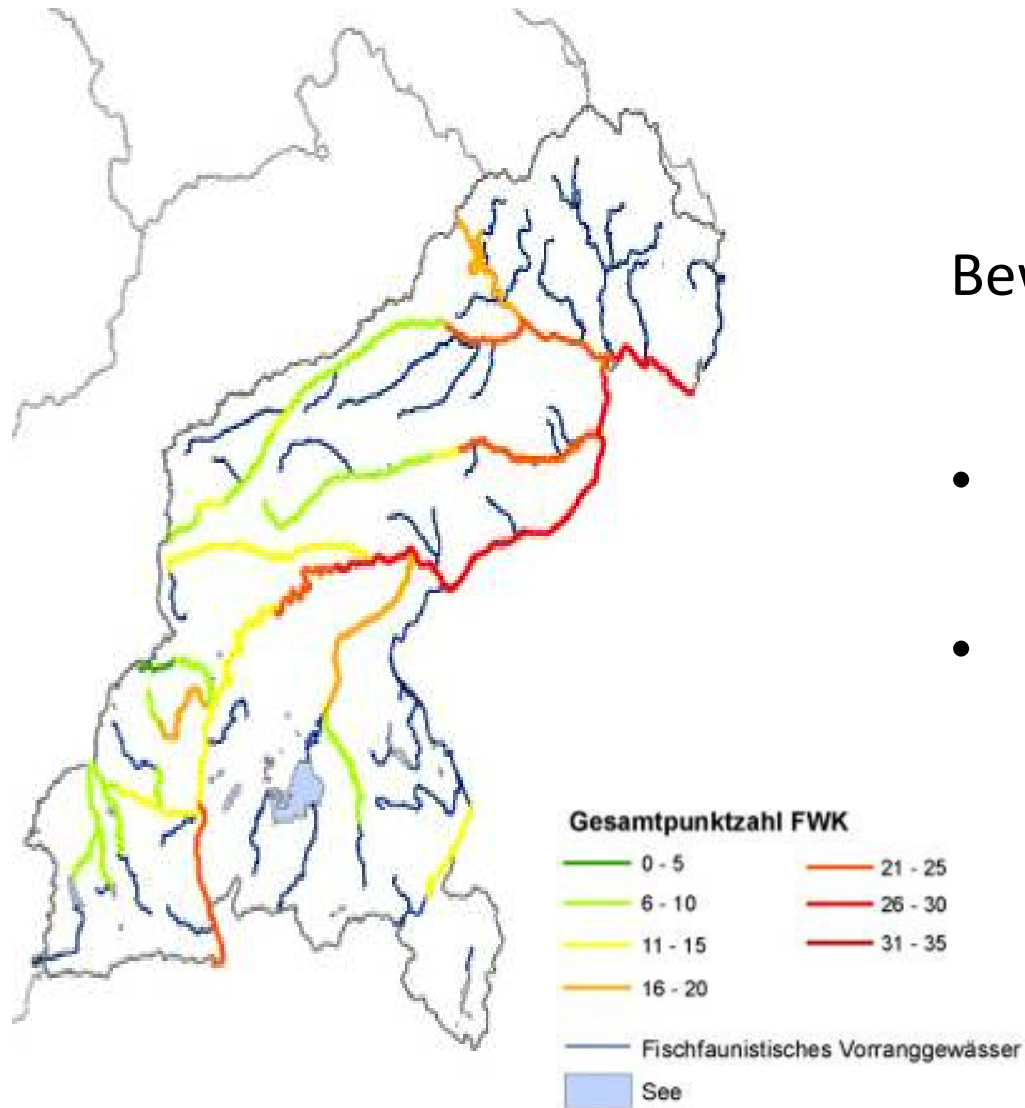 Gesamtpunktzahl FWK
0 - 5
6 - 10
11 - 15
16 - 20
21 - 25
26 - 30
31 - 35
Fischfaunistisches Vorranggewässer
See